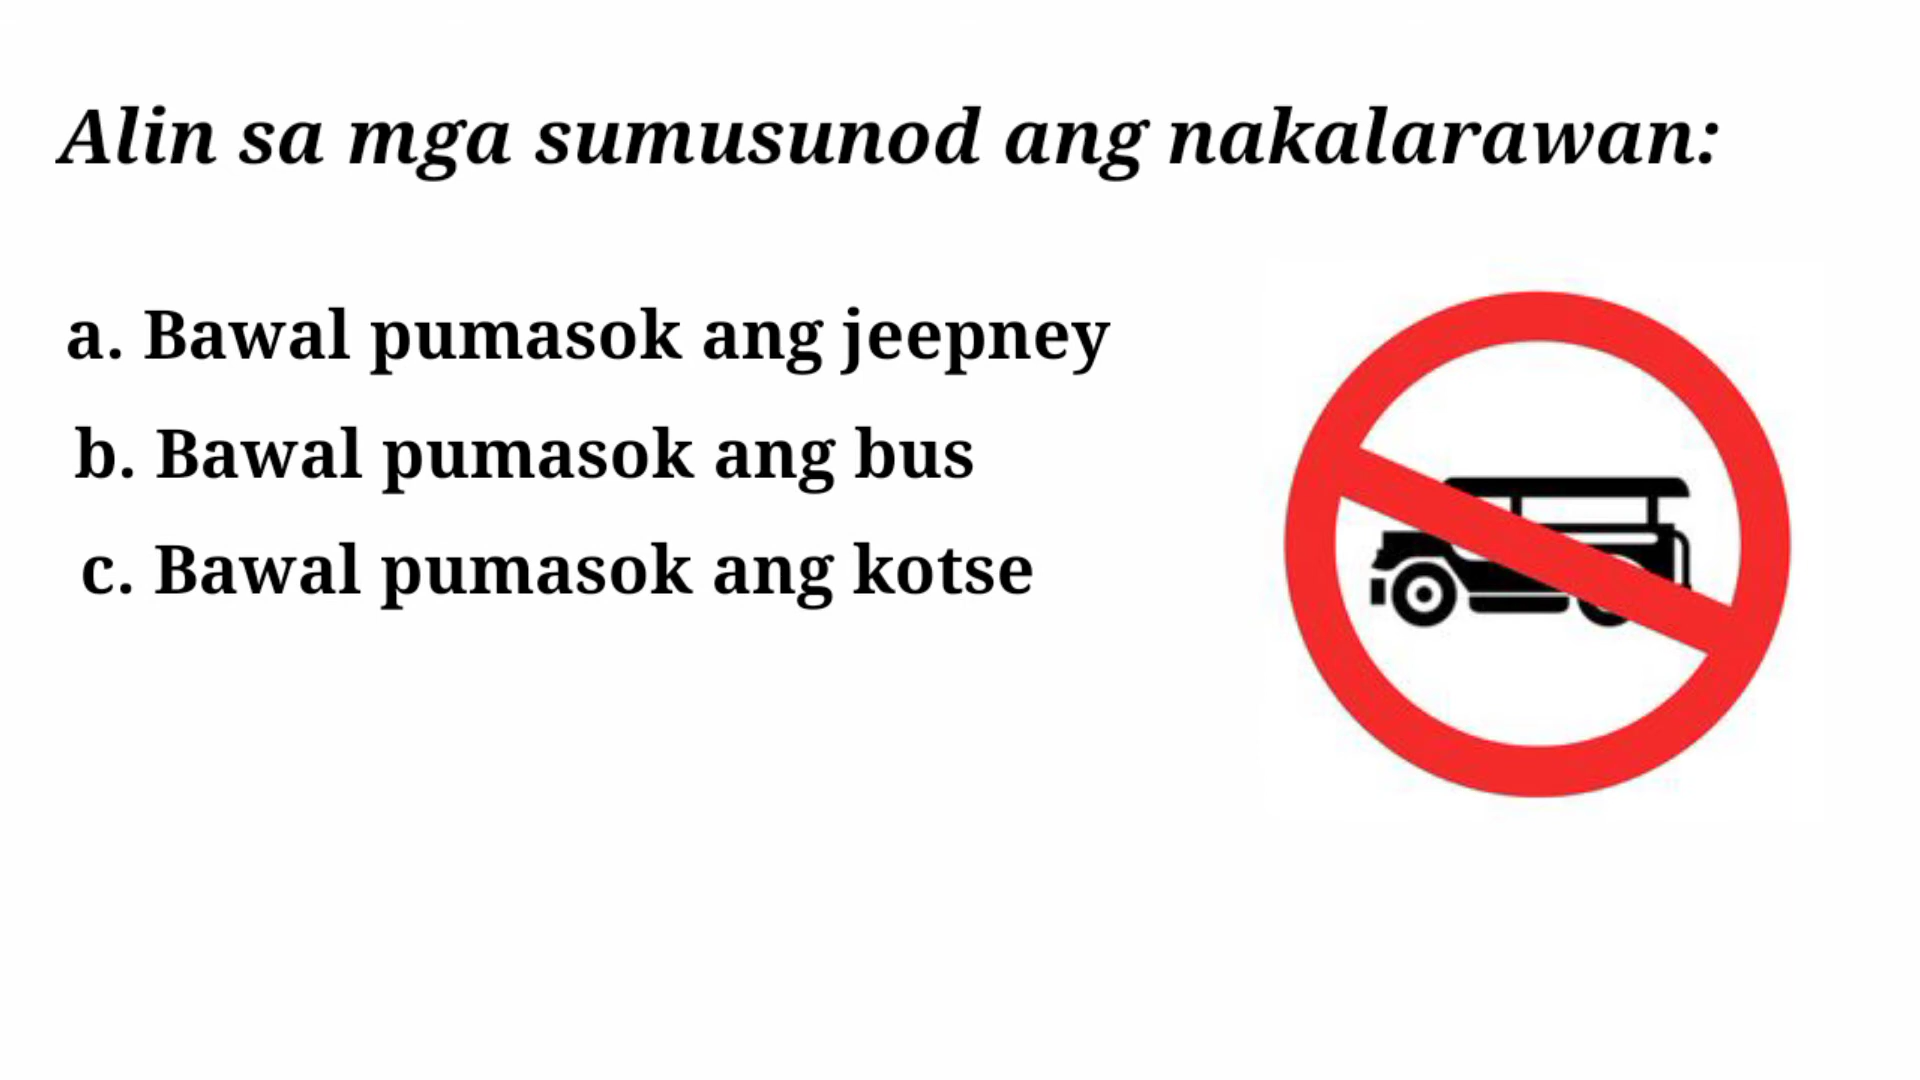 Alin sa mga sumusunod ang nakalarawan:
a. Bawal pumasok ang jeepney
b. Bawal pumasok ang bus
c. Bawal pumasok ang kotse